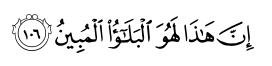 إِنَّ هَـٰذَا لَهُوَ ٱلْبَلَـٰٓؤُا۟ ٱلْمُبِينُ ١٠٦